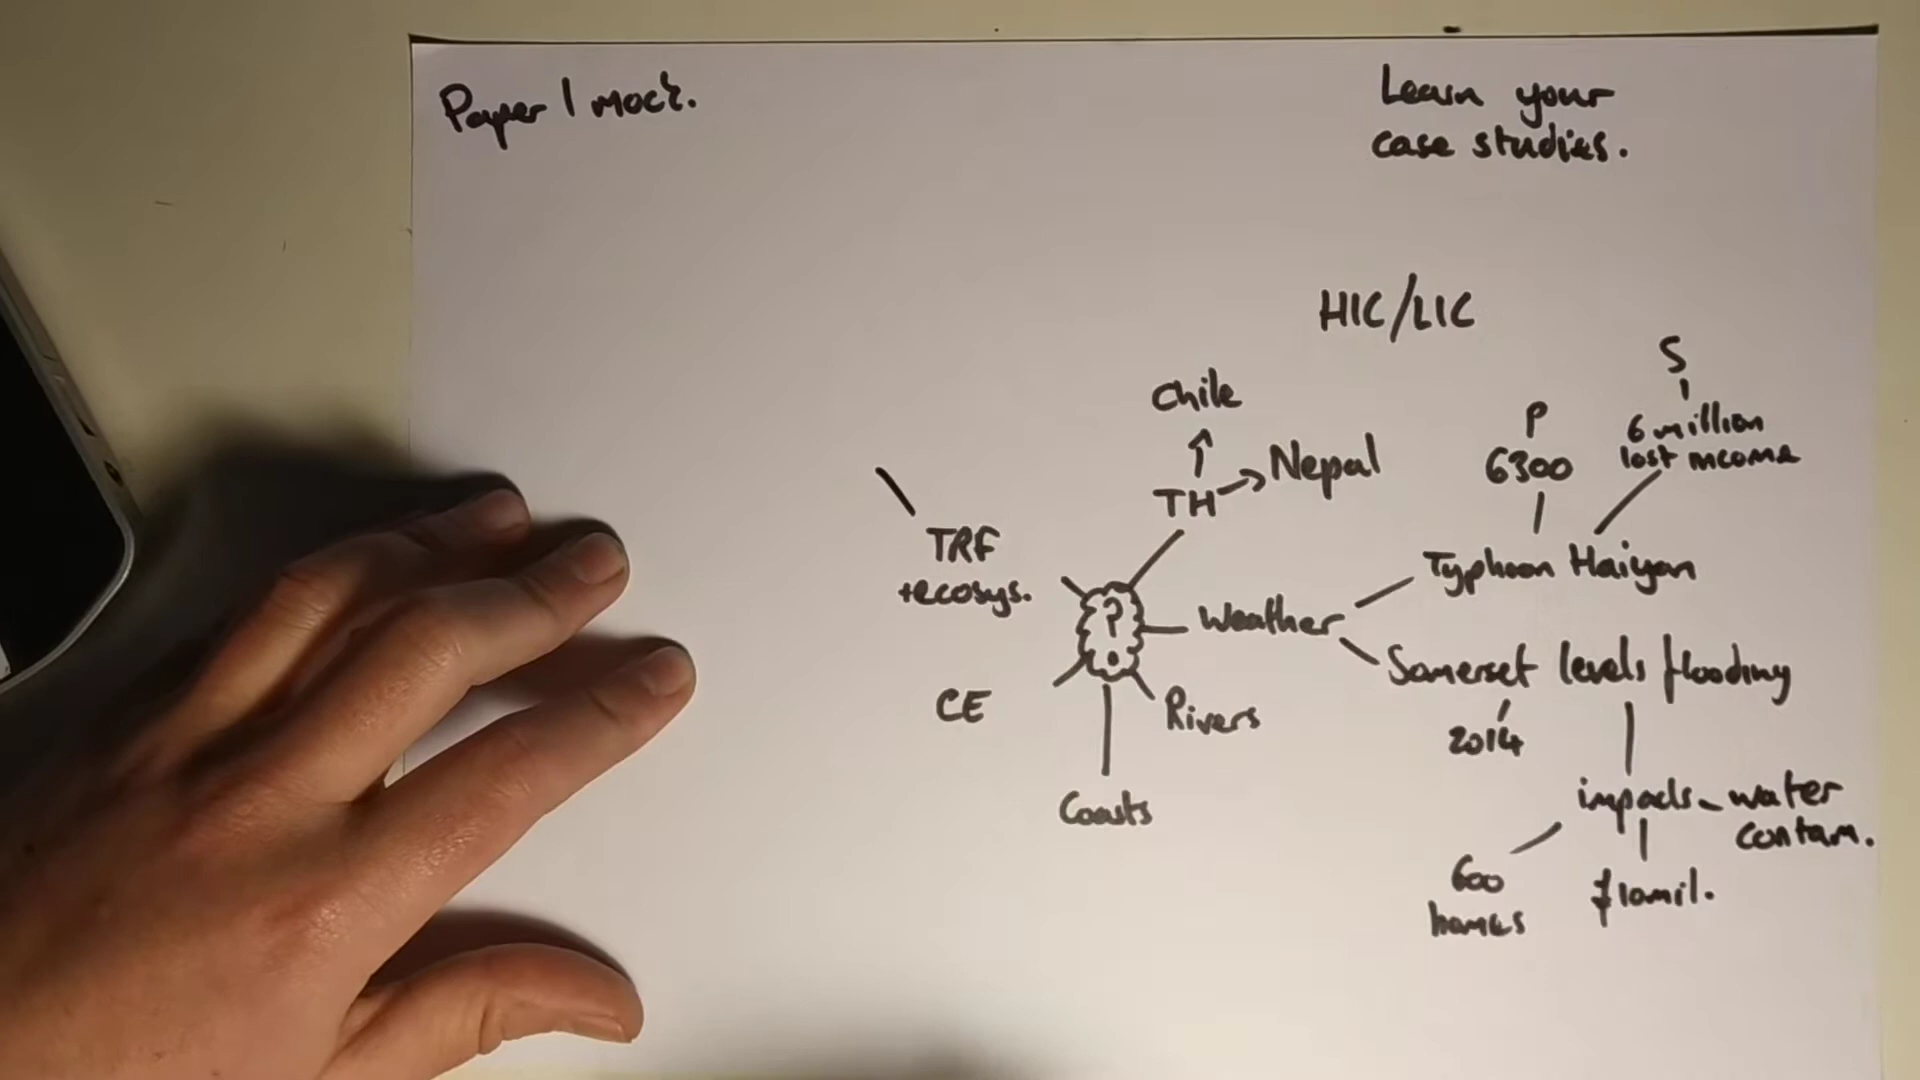 Paper 1 mock.
Learn your
case studies.
HIC/LIC
Chile
Nepal
TH
P
6300
S
6 million
lost income
Typhoon Haiyan
Weather
Somerset levels flooding
2014
impacts - water
contam.
600
homes
£10mil.
TRF
+ecosys.
?
CE
Rivers
Coasts